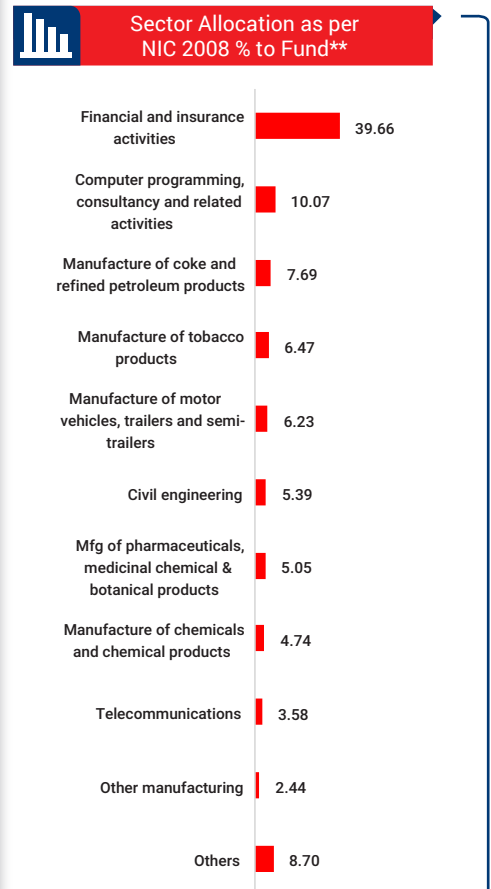 Sector Allocation as per
NIC 2008 % to Fund**
Financial and insurance
activities
39.66
Computer programming,
consultancy and related
activities
10.07
Manufacture of coke and
refined petroleum products
7.69
Manufacture of tobacco
products
6.47
Manufacture of motor
vehicles, trailers and semi-
trailers
6.23
Civil engineering
5.39
Mfg of pharmaceuticals,
medicinal chemical &
botanical products
5.05
Manufacture of chemicals
and chemical products
4.74
Telecommunications
3.58
Other manufacturing
2.44
Others
8.70